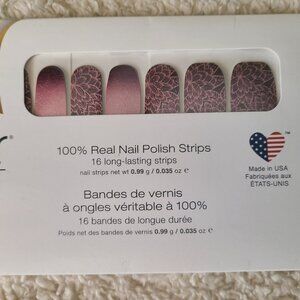 r®
100% Real Nail Polish Strips
16 long-lasting strips
nail strips net wt 0.99 g / 0.035 oz e
Bandes de vernis
à ongles véritable à 100%
16 bandes de longue durée
Poids net des bandes de vernis 0.99 g / 0.035 oz e
TM
Made in USA
Fabriquées aux
ÉTATS-UNIS